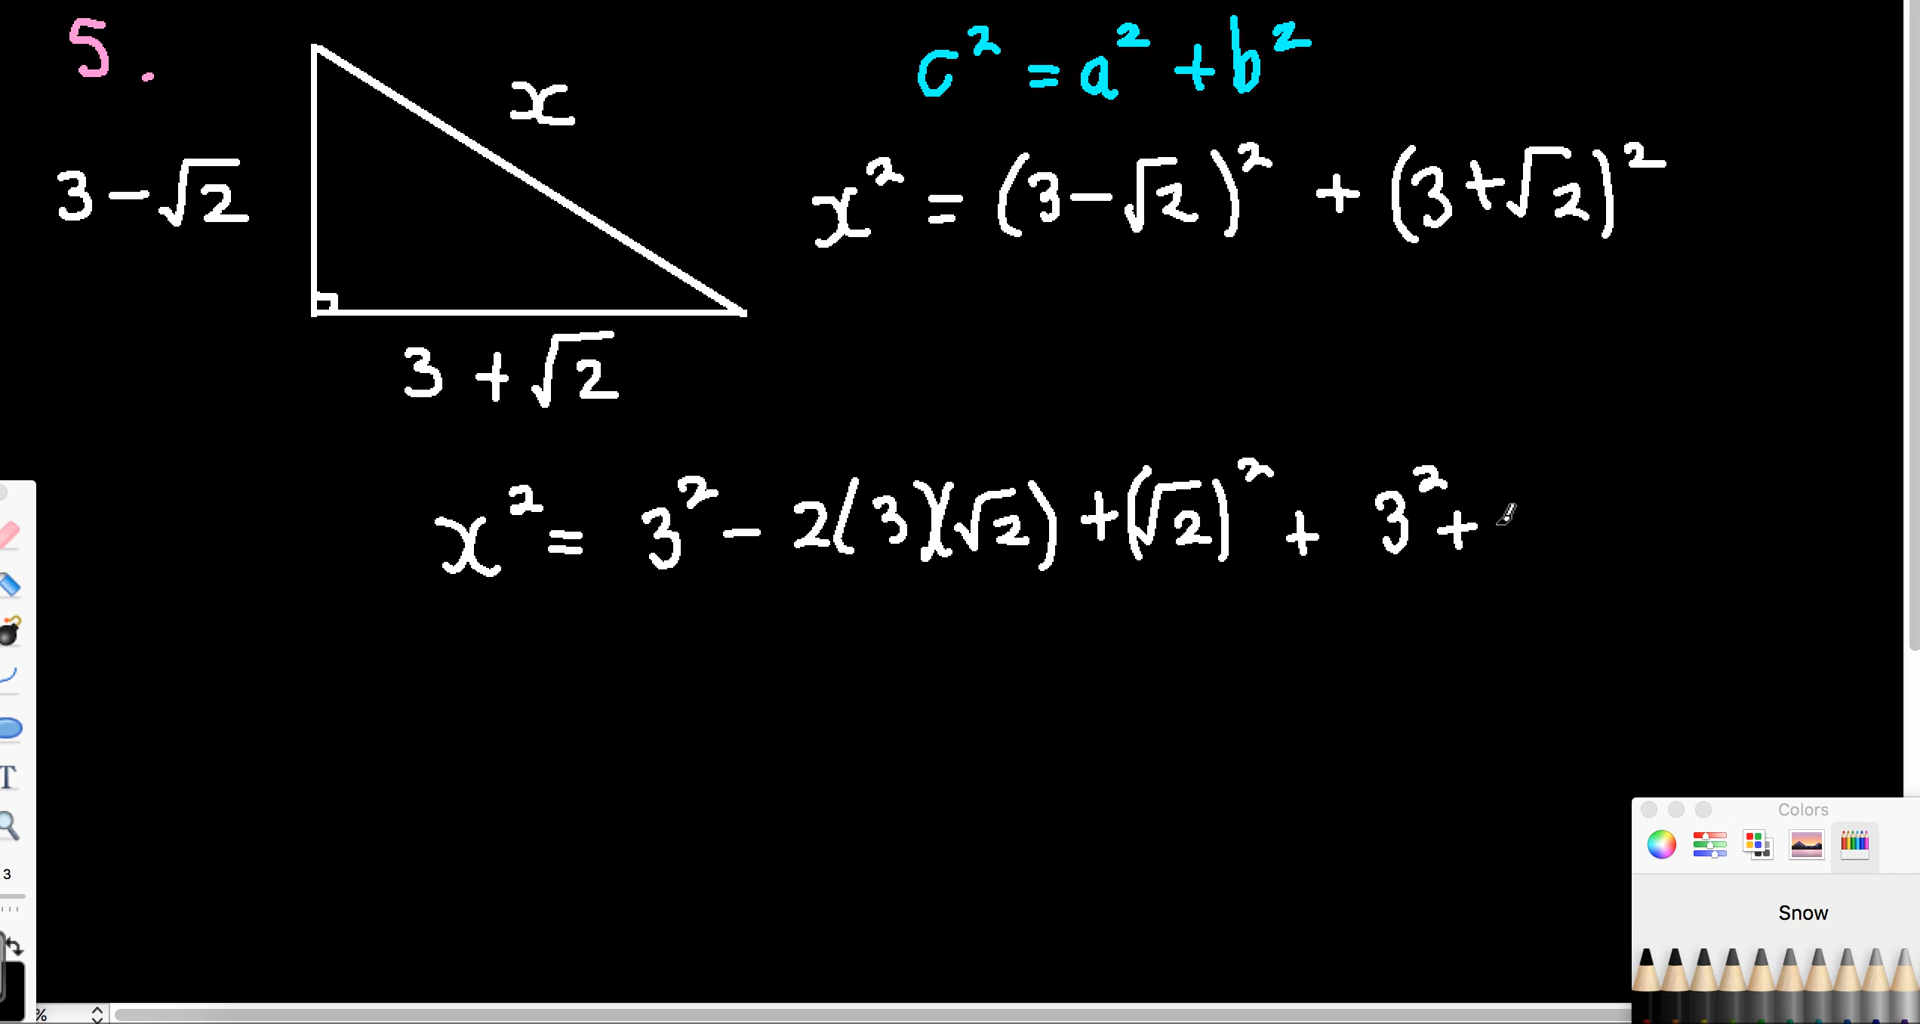 5.
x
3 - √2
3 + √2
c² = a² + b²
x² = (3 - √2)² + (3 + √2)²
x² = 3² - 2(3)(√2) + (√2)² + 3² +
T
3
%
Colors
Snow